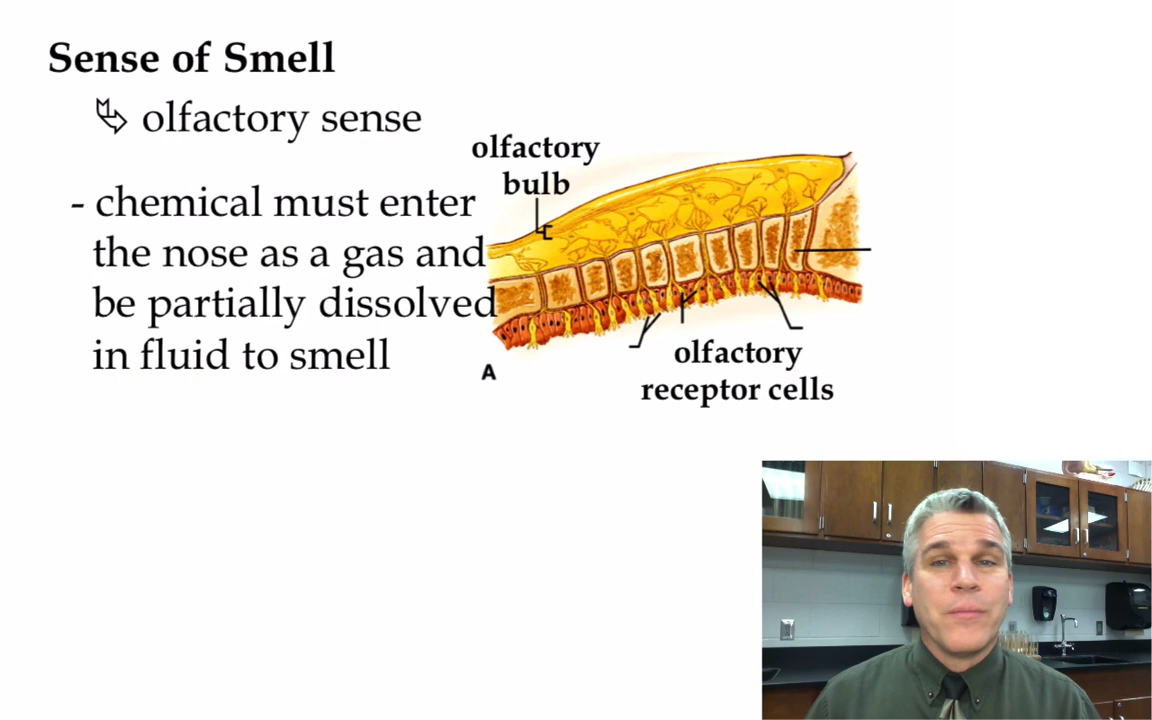 Sense of Smell
olfactory sense
- chemical must enter
the nose as a gas and
be partially dissolved
in fluid to smell
olfactory
bulb
olfactory
receptor cells
A